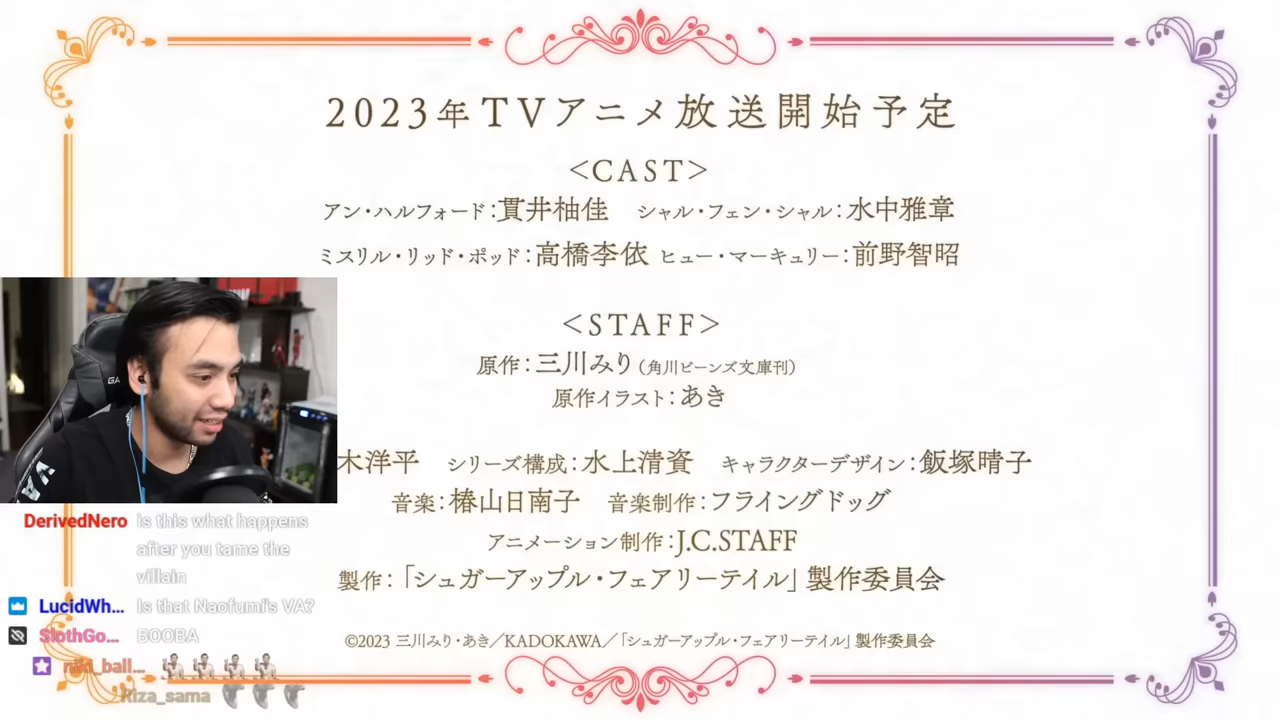 2023年TVアニメ放送開始予定
<CAST>
アン・ハルフォード:貫井柚佳 シャル・フェン・シャル:水中雅章
ミスリル・リッド・ポッド:高橋李依 ヒュー・マーキュリー:前野智昭
<STAFF>
原作:三川みり(角川ビーンズ文庫刊)
原作イラスト:あき
木洋平 シリーズ構成:水上清資 キャラクターデザイン:飯塚晴子
音楽:椿山日南子 音楽制作:フライングドッグ
アニメーション制作:J.C.STAFF
製作:「シュガーアップル・フェアリーテイル」製作委員会
©2023 三川みり・あき/KADOKAWA/「シュガーアップル・フェアリーテイル」製作委員会
GA
DerivedNero is this what happens
after you tame the
villain
LucidWh... Is that Naofumi's VA?
SlothGo... BOOBA
Riza_sama